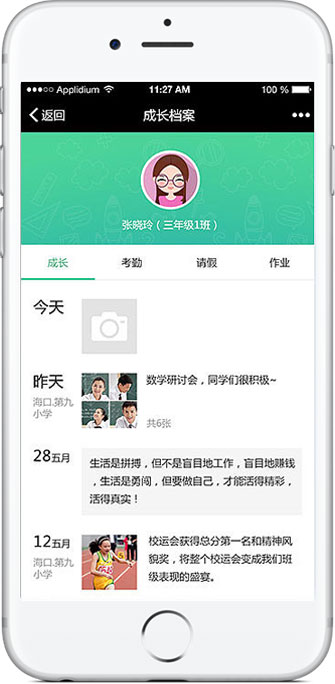 Applidium 11:27 AM 100 %
返回 成长档案
张晓玲（三年级1班）
成长 考勤 请假 作业
今天
昨天
海口.第九
小学
数学研讨会，同学们很积极~
共6张
28五月
生活是拼搏，但不是盲目地工作，盲目地赚钱
，生活是勇闯，但要做自己，才能活得精彩，
活得真实！
12五月
海口.第九
小学
校运会获得总分第一名和精神风
貌奖，将整个校运会变成我们班
级表现的盛宴。